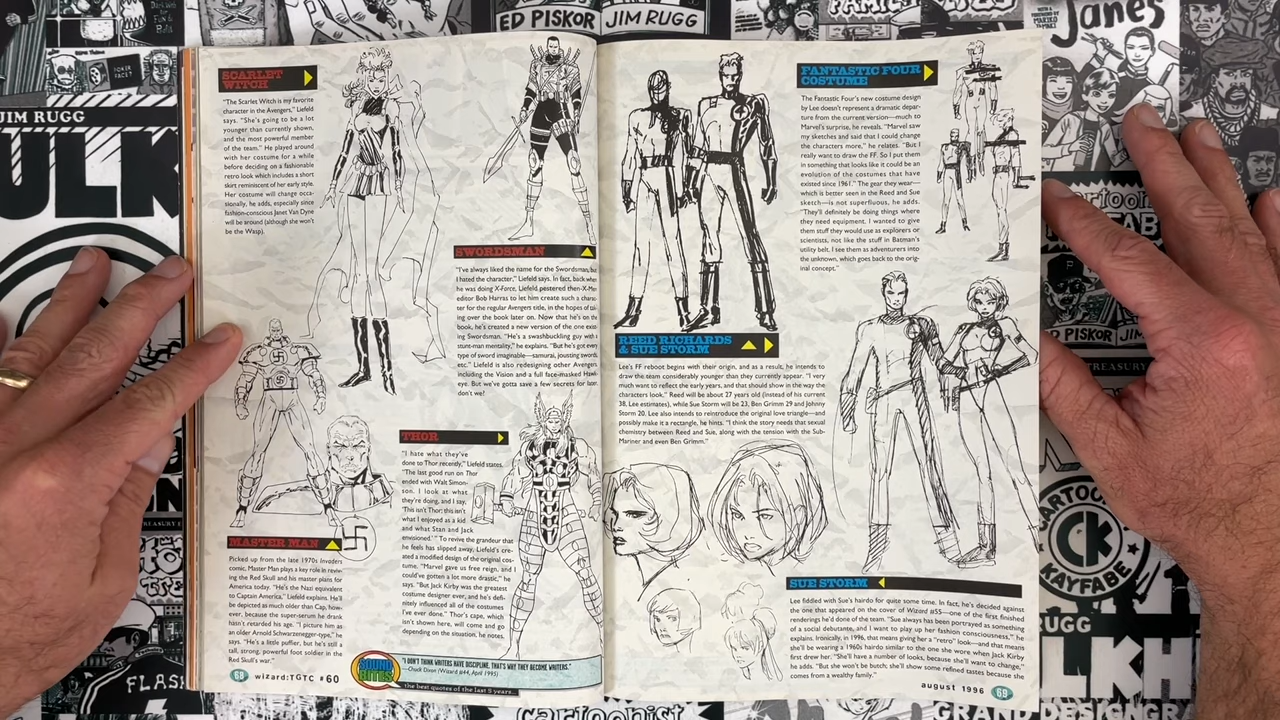 SCARLET
WITCH
"The Scarlet Witch is my favorite
character in the Avengers," Liefeld
says. "She's going to be a lot
younger than currently shown,
and the most powerful member
of the team." He played around
with her costume for a while
before deciding on a fashionable
retro look which includes a short
skirt reminiscent of her early style.
Her costume will change occa-
sionally, he adds, especially since
fashion-conscious Janet Van Dyne
will be around (although she won't
be the Wasp).
SWORDSMAN
"I've always liked the name for the Swordsman, but
I hated the character," Liefeld says. In fact, back when
he was doing X-Force, Liefeld pestered then-X-Men
editor Bob Harras to let him create such a charac-
ter for the regular Avengers title, in the hopes of tak-
ing over the book later on. Now that he's on the
book, he's created a new version of the one exist-
ing Swordsman. "He's a swashbuckling guy with a
stunt-man mentality," he explains. "But he's got every
type of sword imaginable—samurai, jousting swords,
etc." Liefeld is also redesigning other Avengers
including the Vision and a full face-masked Hawk-
eye. But we've gotta save a few secrets for later,
don't we?
MASTER MAN
Picked up from the late 1970s Invaders
comic, Master Man plays a key role in reviv-
ing the Red Skull and his master plans for
America today. "He's the Nazi equivalent
to Captain America," Liefeld explains. He'll
be depicted as much older than Cap, how-
ever, because the super-serum he drank
hasn't retarded his age. "I picture him as
an older Arnold Schwarzenegger-type," he
says. "He's a little puffier, but he's still a
tall, strong, powerful foot soldier in the
Red Skull's war."
THOR
"I hate what they've
done to Thor recently," Liefeld states.
"The last good run on Thor
ended with Walt Simon-
son. I look at what
they're doing, and I say,
'This isn't Thor; this isn't
what I enjoyed as a kid
and what Stan and Jack
envisioned.'" To revive the grandeur that
he feels has slipped away, Liefeld's cre-
ated a modified design of the original cos-
tume. "Marvel gave us free reign, and I
could've gotten a lot more drastic," he
says. "But Jack Kirby was the greatest
costume designer ever, and he's defi-
nitely influenced all of the costumes
I've ever done." Thor's cape, which
isn't shown here, will come and go
depending on the situation, he notes.
68 wizard:TGTC #60
SOUND
BITES
"I DON'T THINK WRITERS HAVE DISCIPLINE, THAT'S WHY THEY BECOME WRITERS."
—Chuck Dixon (Wizard #44, April 1995)
the best quotes of the last 5 years...
FANTASTIC FOUR
COSTUME
The Fantastic Four's new costume design
by Lee doesn't represent a dramatic depar-
ture from the current version—much to
Marvel's surprise, he reveals. "Marvel saw
my sketches and said that I could change
the characters more," he relates. "But I
really want to draw the FF. So I put them
in something that looks like it could be an
evolution of the costumes that have
existed since 1961." The gear they wear—
which is better seen in the Reed and Sue
sketch—is not superfluous, he adds.
"They'll definitely be doing things where
they need equipment. I wanted to give
them stuff they would use as explorers or
scientists, not like the stuff in Batman's
utility belt. I see them as adventurers into
the unknown, which goes back to the orig-
inal concept."
REED RICHARDS
& SUE STORM
Lee's FF reboot begins with their origin, and as a result, he intends to
draw the team considerably younger than they currently appear. "I very
much want to reflect the early years, and that should show in the way the
characters look." Reed will be about 27 years old (instead of his current
38, Lee estimates), while Sue Storm will be 23, Ben Grimm 29 and Johnny
Storm 20. Lee also intends to reintroduce the original love triangle—and
possibly make it a rectangle, he hints. "I think the story needs that sexual
chemistry between Reed and Sue, along with the tension with the Sub-
Mariner and even Ben Grimm."
SUE STORM
Lee fiddled with Sue's hairdo for quite some time. In fact, he's decided against
the one that appeared on the cover of Wizard #55—one of the first finished
renderings he'd done of the team. "Sue always has been portrayed as something
of a social debutante, and I want to play up her fashion consciousness," he
explains. Ironically, in 1996, that means giving her a "retro" look—and that means
she'll be wearing a 1960s hairdo similar to the one she wore when Jack Kirby
first drew her. "She'll have a number of looks, because she'll want to change,"
he adds. "But she won't be butch; she'll show some refined tastes because she
comes from a wealthy family."
august 1996 69
ED PISKOR JIM RUGG
Janes
JIM RUGG
ULK
ED PISKOR JIM
CARTOONIST
CK
KAYFABE
RUGG
FLASH
cartoonist
GRAND DESIGN